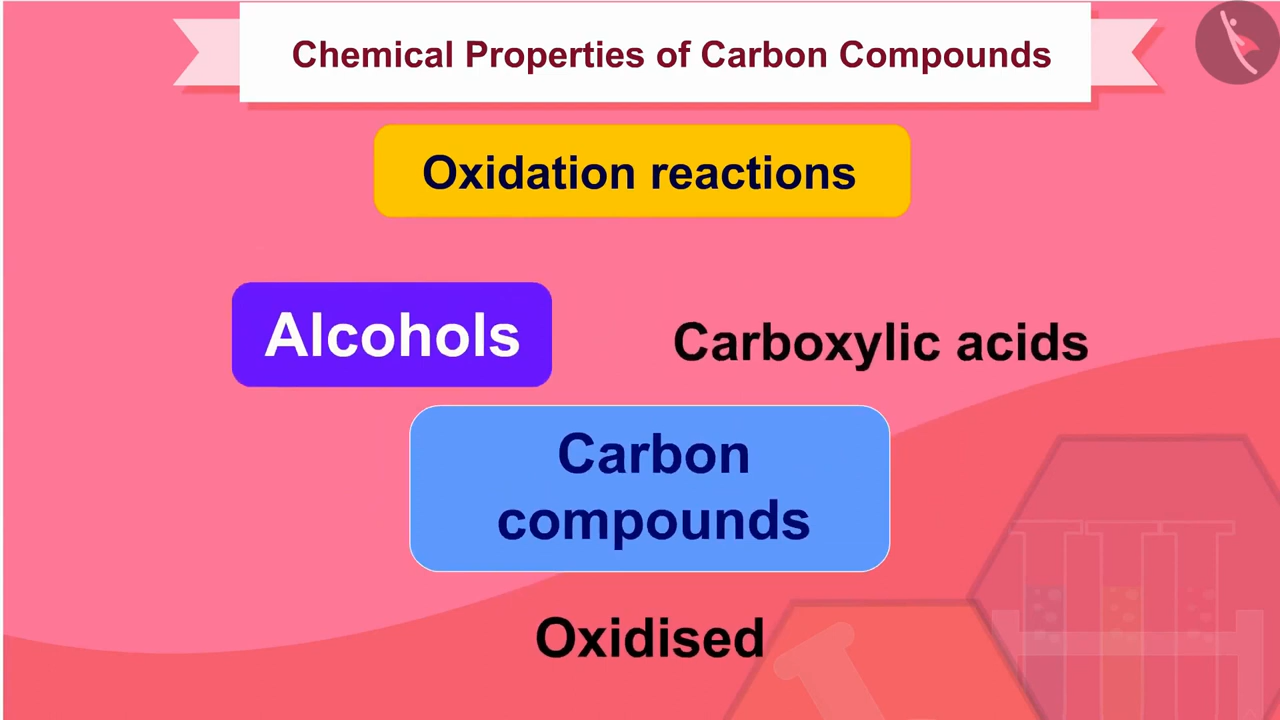 Chemical Properties of Carbon Compounds
Oxidation reactions
Alcohols
Carboxylic acids
Carbon
compounds
Oxidised